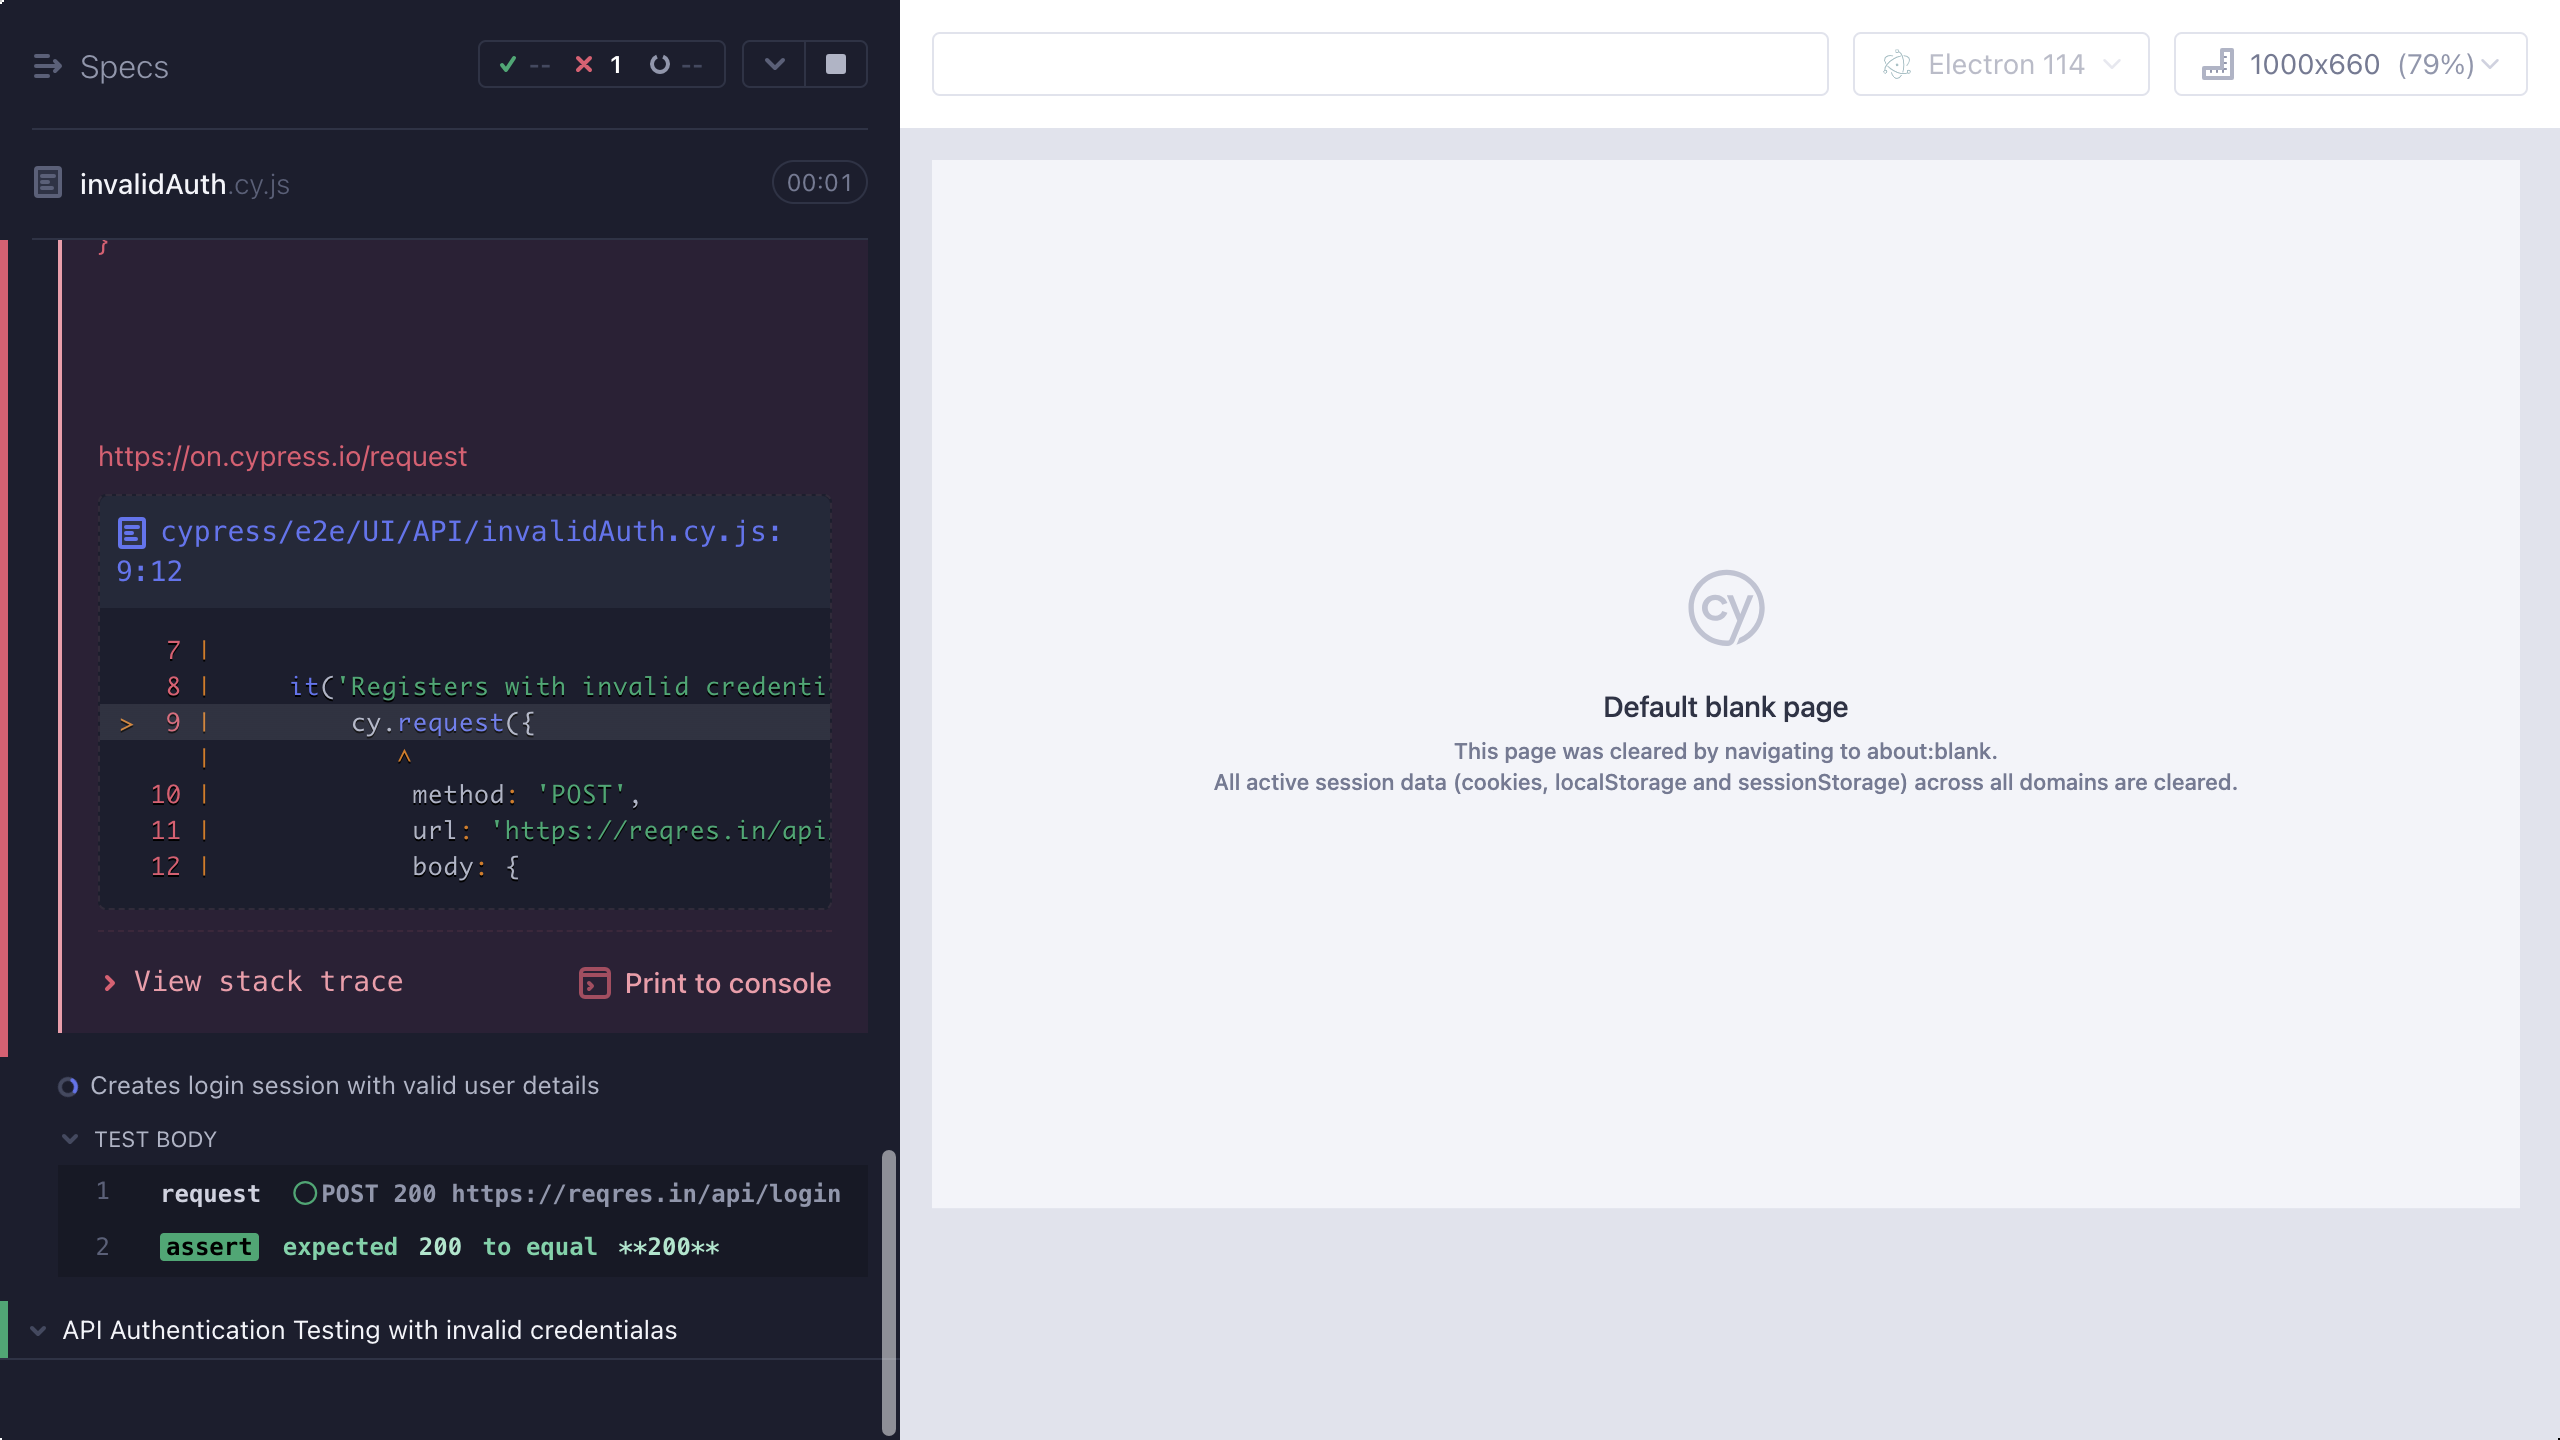 Specs
-- 1 --
invalidAuth.cy.js
00:01
}
https://on.cypress.io/request
cypress/e2e/UI/API/invalidAuth.cy.js:
9:12
7 |
8 | it('Registers with invalid credenti
> 9 | cy.request({
| ^
10 | method: 'POST',
11 | url: 'https://reqres.in/api
12 | body: {
View stack trace
Print to console
Creates login session with valid user details
TEST BODY
1 request POST 200 https://reqres.in/api/login
2 assert expected 200 to equal **200**
API Authentication Testing with invalid credentialas
Electron 114
1000x660 (79%)
cy
Default blank page
This page was cleared by navigating to about:blank.
All active session data (cookies, localStorage and sessionStorage) across all domains are cleared.